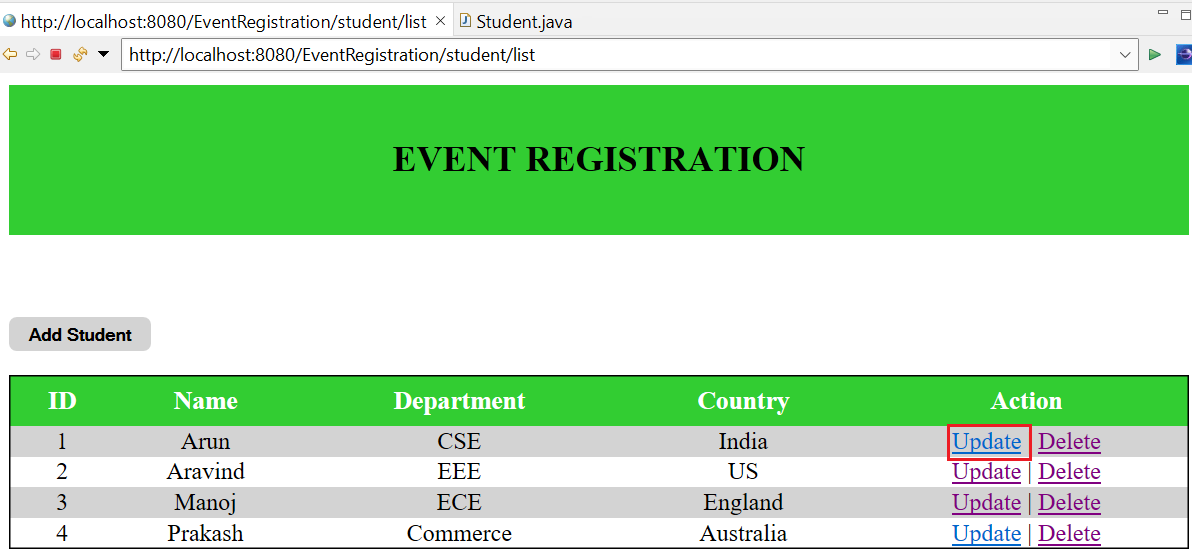 http://localhost:8080/EventRegistration/student/list Student.java
http://localhost:8080/EventRegistration/student/list
EVENT REGISTRATION
Add Student
ID Name Department Country Action
1 Arun CSE India Update Delete
2 Aravind EEE US Update | Delete
3 Manoj ECE England Update | Delete
4 Prakash Commerce Australia Update | Delete